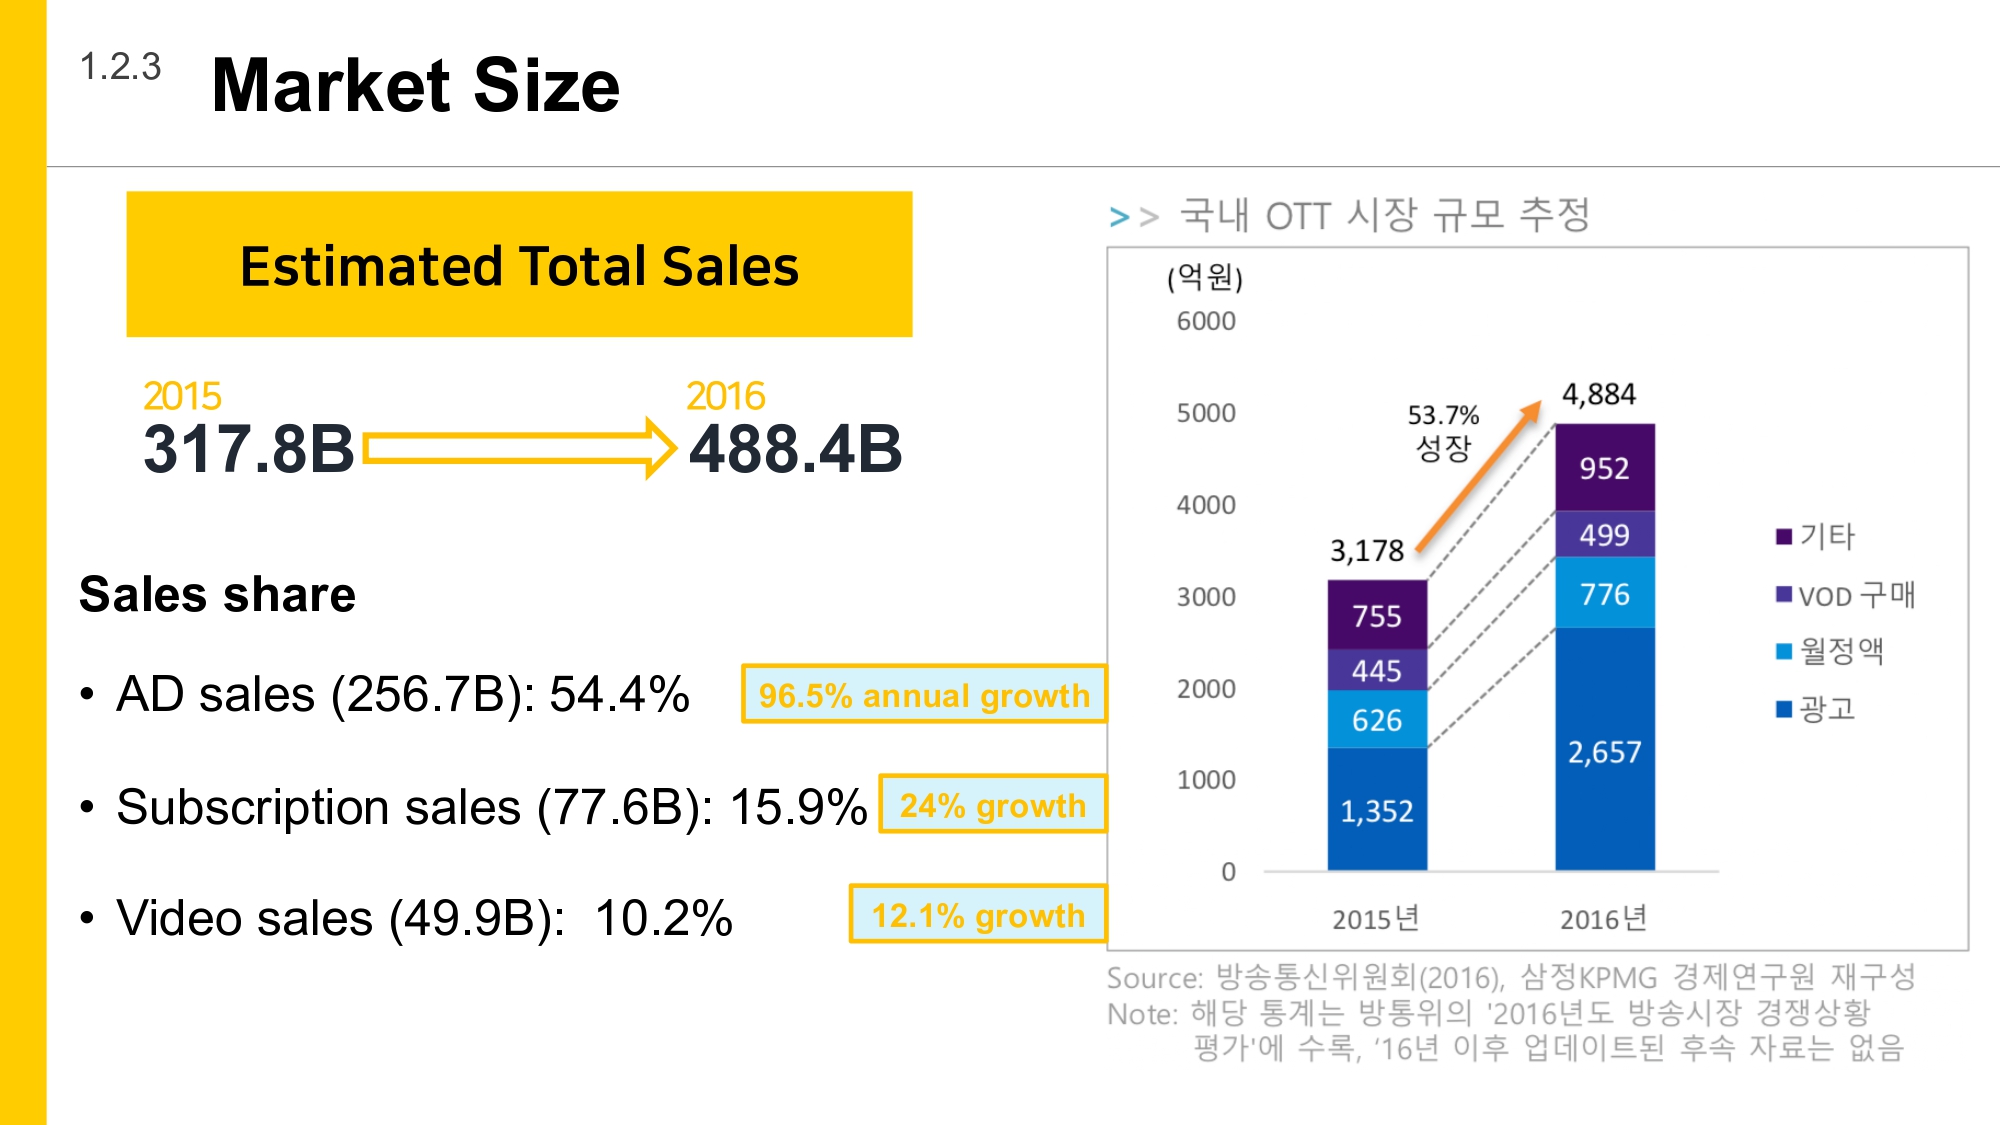 1.2.3
Market Size
Estimated Total Sales
2015
2016
317.8B
488.4B
Sales share
• AD sales (256.7B): 54.4%
96.5% annual growth
• Subscription sales (77.6B): 15.9%
24% growth
• Video sales (49.9B): 10.2%
12.1% growth
>> 국내 OTT 시장 규모 추정
(억원)
6000
5000
4000
3000
2000
1000
0
53.7%
성장
3,178
755
445
626
1,352
4,884
952
499
776
2,657
2015년
2016년
기타
VOD 구매
월정액
광고
Source: 방송통신위원회(2016), 삼정KPMG 경제연구원 재구성
Note: 해당 통계는 방통위의 '2016년도 방송시장 경쟁상황
평가'에 수록, ‘16년 이후 업데이트된 후속 자료는 없음